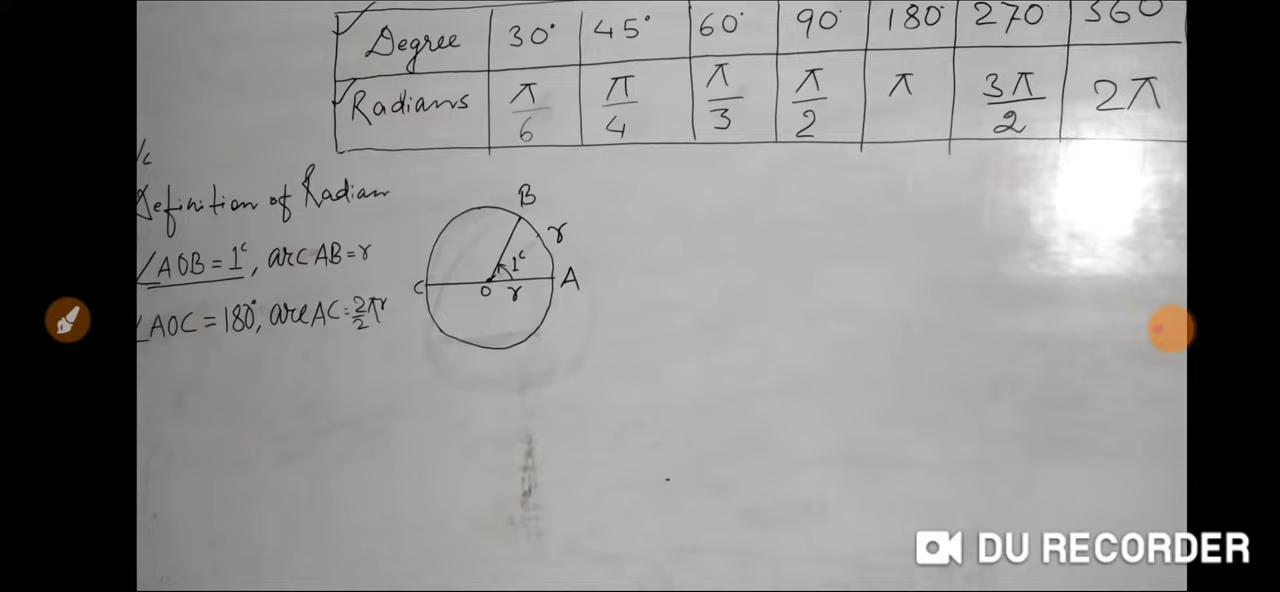 Degree 30° 45° 60° 90° 180° 270° 360
Radians π/6 π/4 π/3 π/2 π 3π/2 2π
Definition of Radian
∠AOB = 1ᶜ, arc AB = r
∠AOC = 180°, arc AC = 2/2 πr
B
r
1ᶜ
C O r A
DU RECORDER